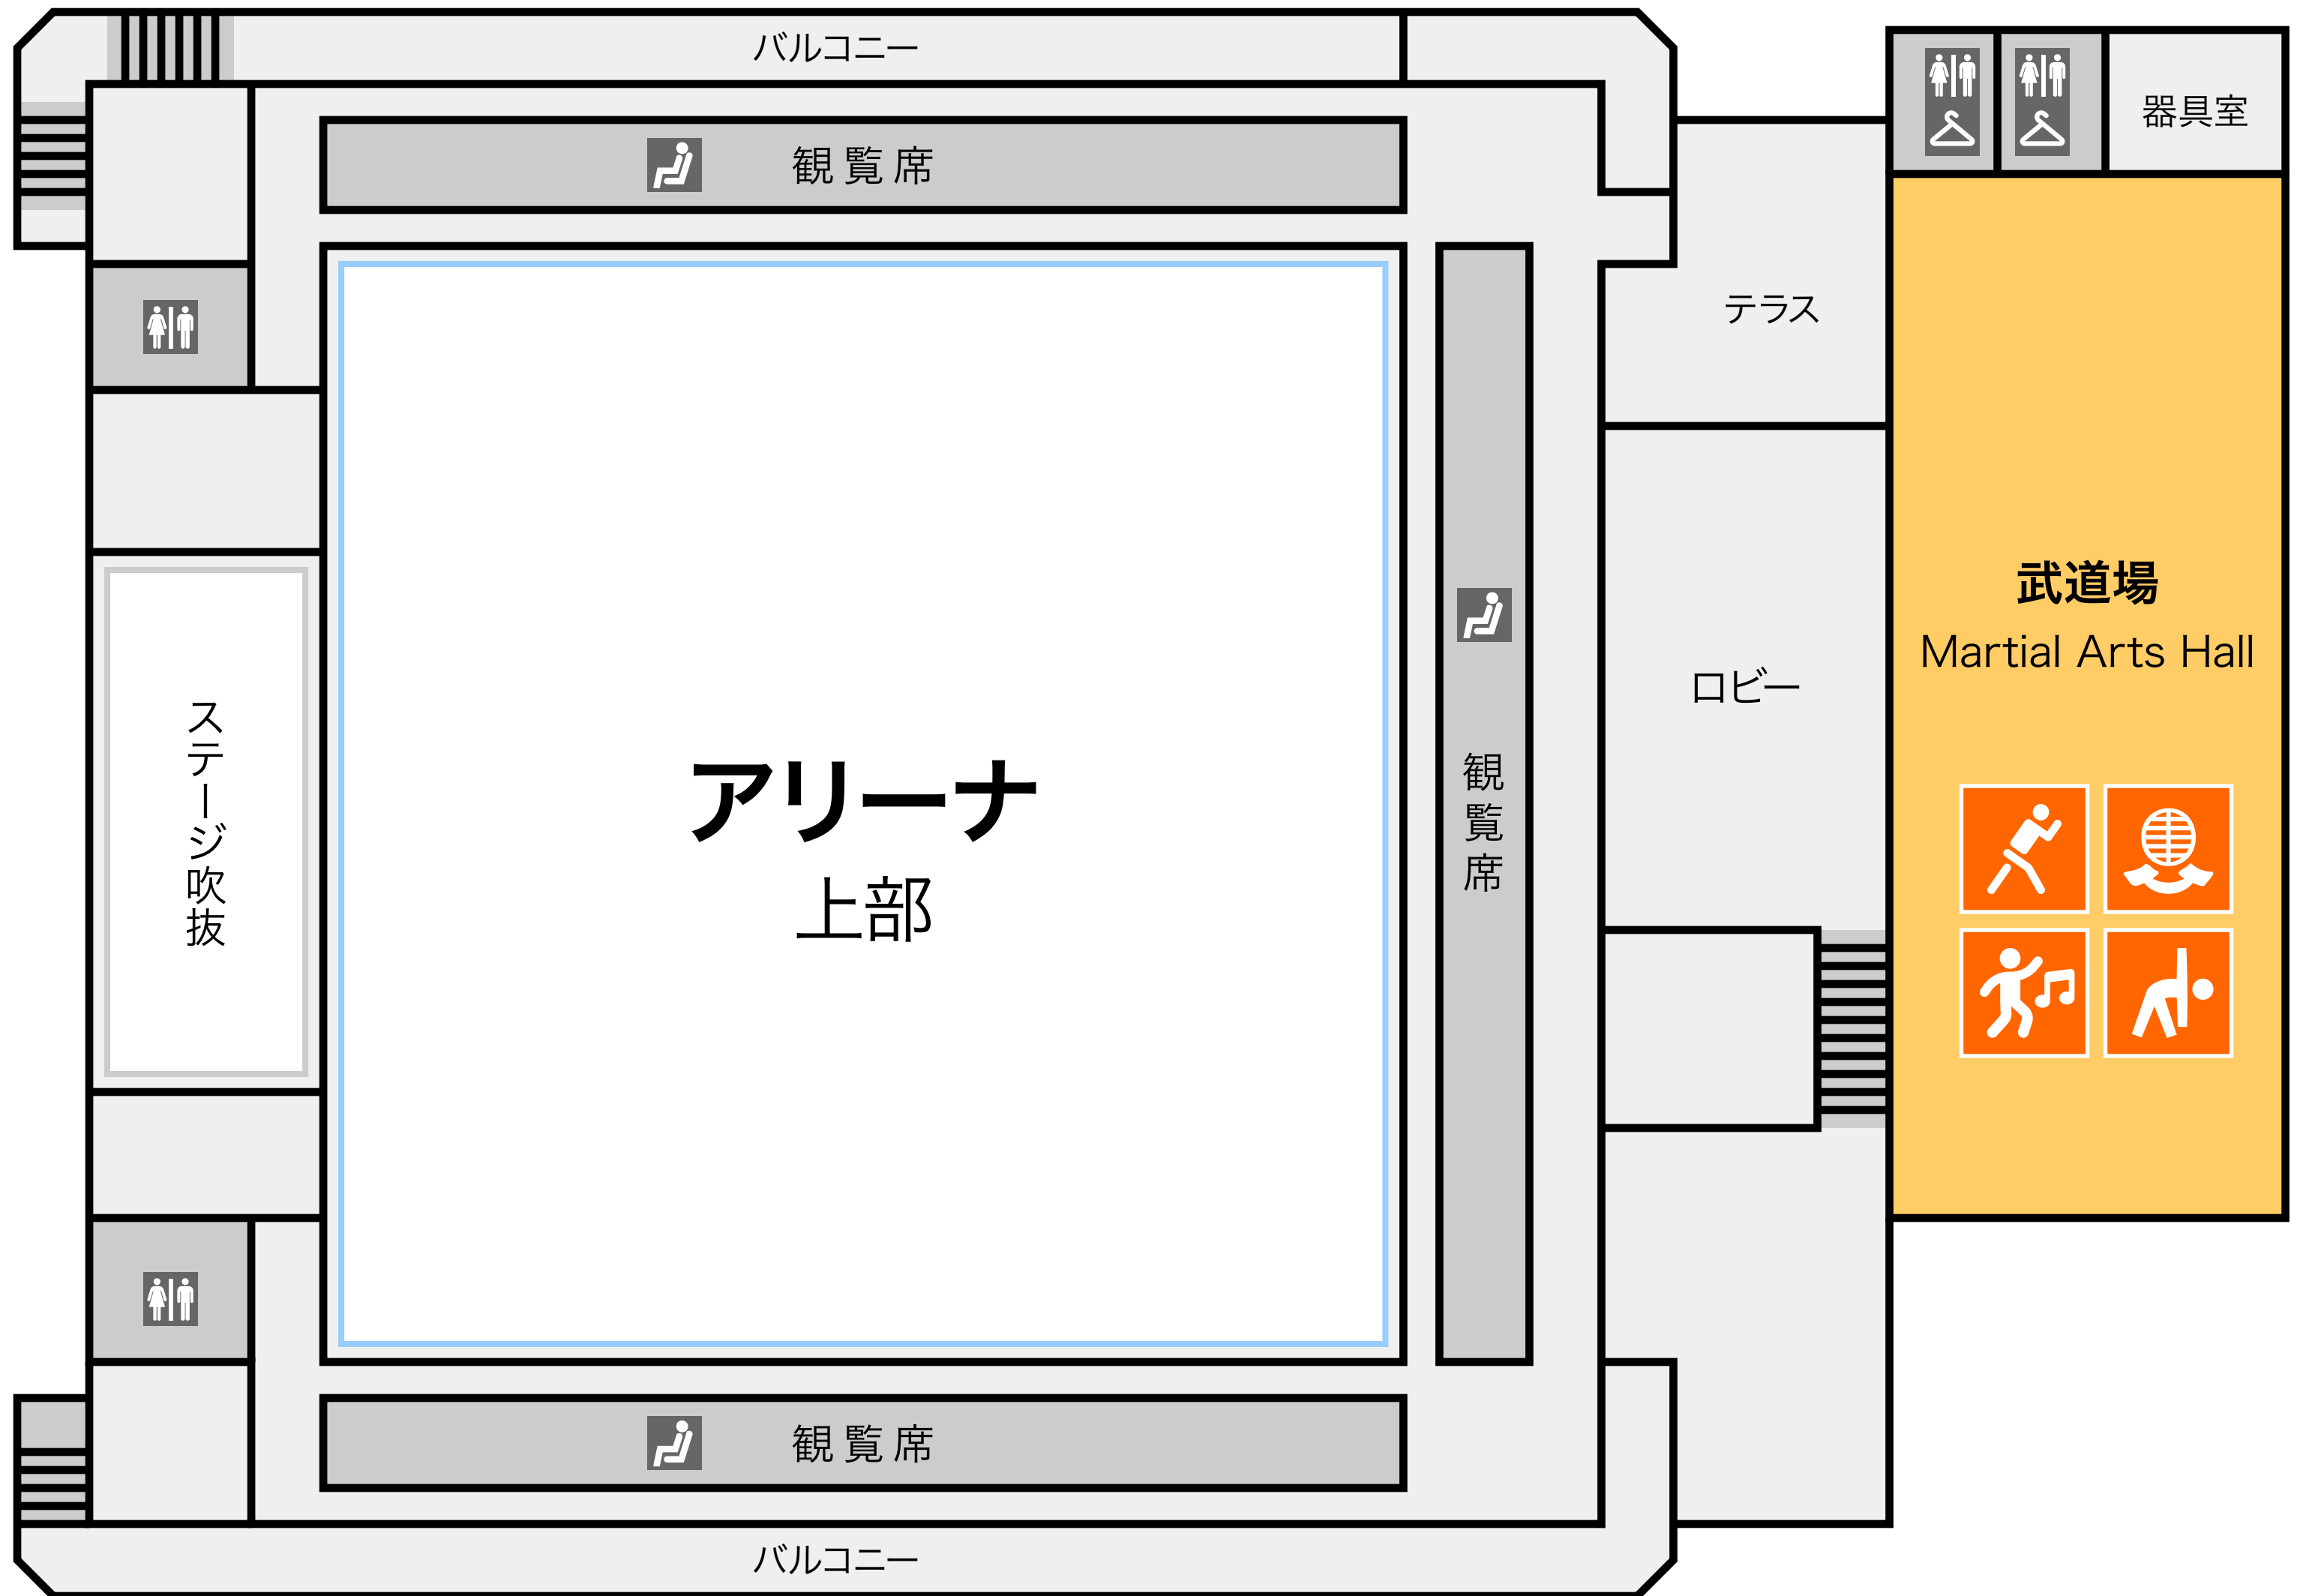 バルコニー
器具室
観覧席
テラス
武道場
Martial Arts Hall
ロビー
ステージ吹抜
アリーナ
上部
観覧席
観覧席
バルコニー